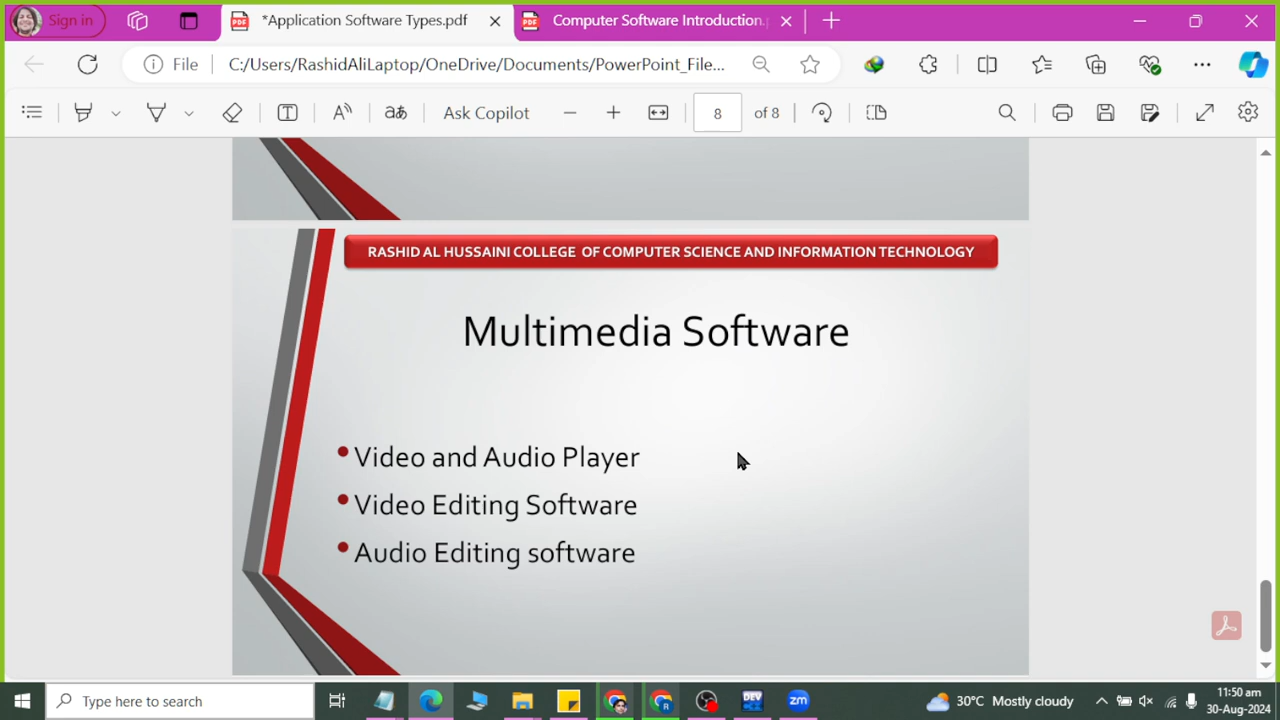 Sign in
*Application Software Types.pdf
Computer Software Introduction.p
File
C:/Users/RashidAliLaptop/OneDrive/Documents/PowerPoint_File...
Ask Copilot
8
of 8
RASHID AL HUSSAINI COLLEGE OF COMPUTER SCIENCE AND INFORMATION TECHNOLOGY
Multimedia Software
• Video and Audio Player
• Video Editing Software
• Audio Editing software
Type here to search
DEV
zm
30°C Mostly cloudy
11:50 am
30-Aug-2024